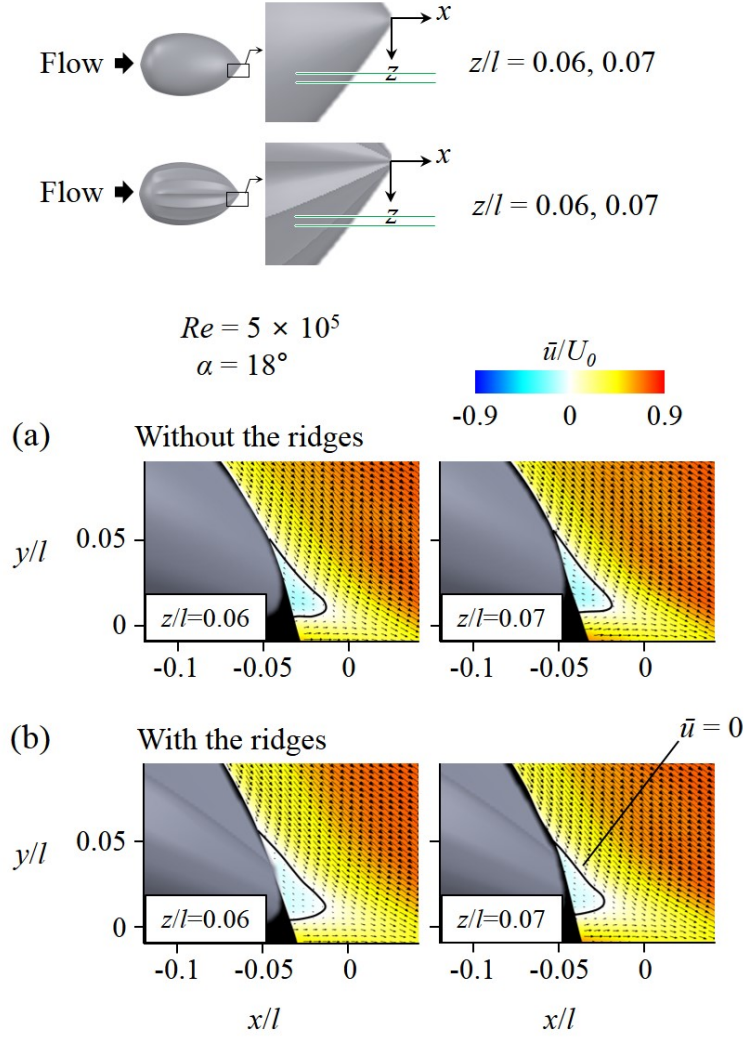 x
Flow
z
z/l = 0.06, 0.07
x
Flow
z
z/l = 0.06, 0.07
Re = 5 × 10⁵
α = 18°
ū/U₀
-0.9 0 0.9
(a) Without the ridges
y/l
0.05
0
z/l=0.06
-0.1 -0.05 0
z/l=0.07
-0.1 -0.05 0
(b) With the ridges
ū = 0
y/l
0.05
0
z/l=0.06
-0.1 -0.05 0
z/l=0.07
-0.1 -0.05 0
x/l x/l